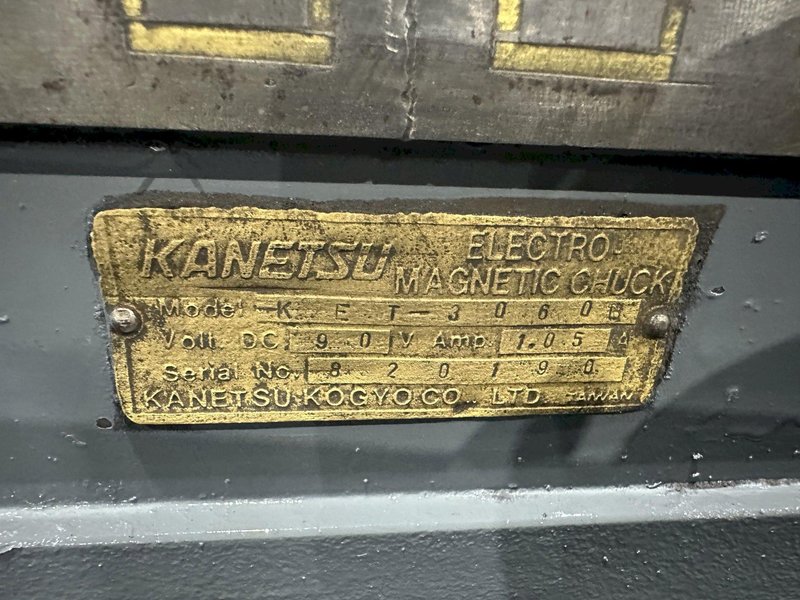 KANETSU
ELECTRO-
MAGNETIC CHUCK
Model KET-3060B
Volt. DC 90 V Amp. 1.05 A
Serial No. 820190
KANETSU KOGYO CO., LTD. TAIWAN